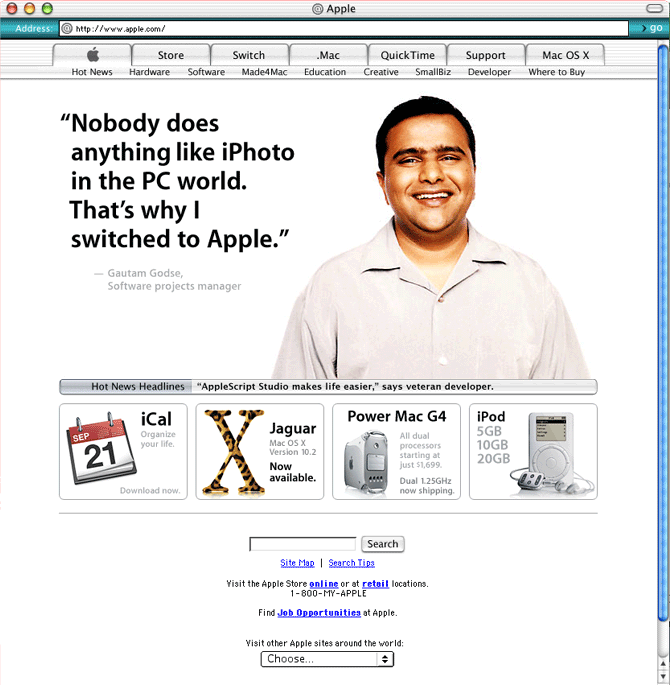 @ Apple
Address: @ http://www.apple.com/ › go
Store Switch .Mac QuickTime Support Mac OS X
Hot News Hardware Software Made4Mac Education Creative SmallBiz Developer Where to Buy
“Nobody does
anything like iPhoto
in the PC world.
That’s why I
switched to Apple.”
— Gautam Godse,
Software projects manager
Hot News Headlines “AppleScript Studio makes life easier,” says veteran developer.
SEP
21
iCal
Organize
your life.
Download now.
X
Jaguar
Mac OS X
Version 10.2
Now
available.
Power Mac G4
All dual
processors
starting at
just $1,699.
Dual 1.25GHz
now shipping.
iPod
5GB
10GB
20GB
Search
Site Map | Search Tips
Visit the Apple Store online or at retail locations.
1-800-MY-APPLE
Find Job Opportunities at Apple.
Visit other Apple sites around the world:
Choose...